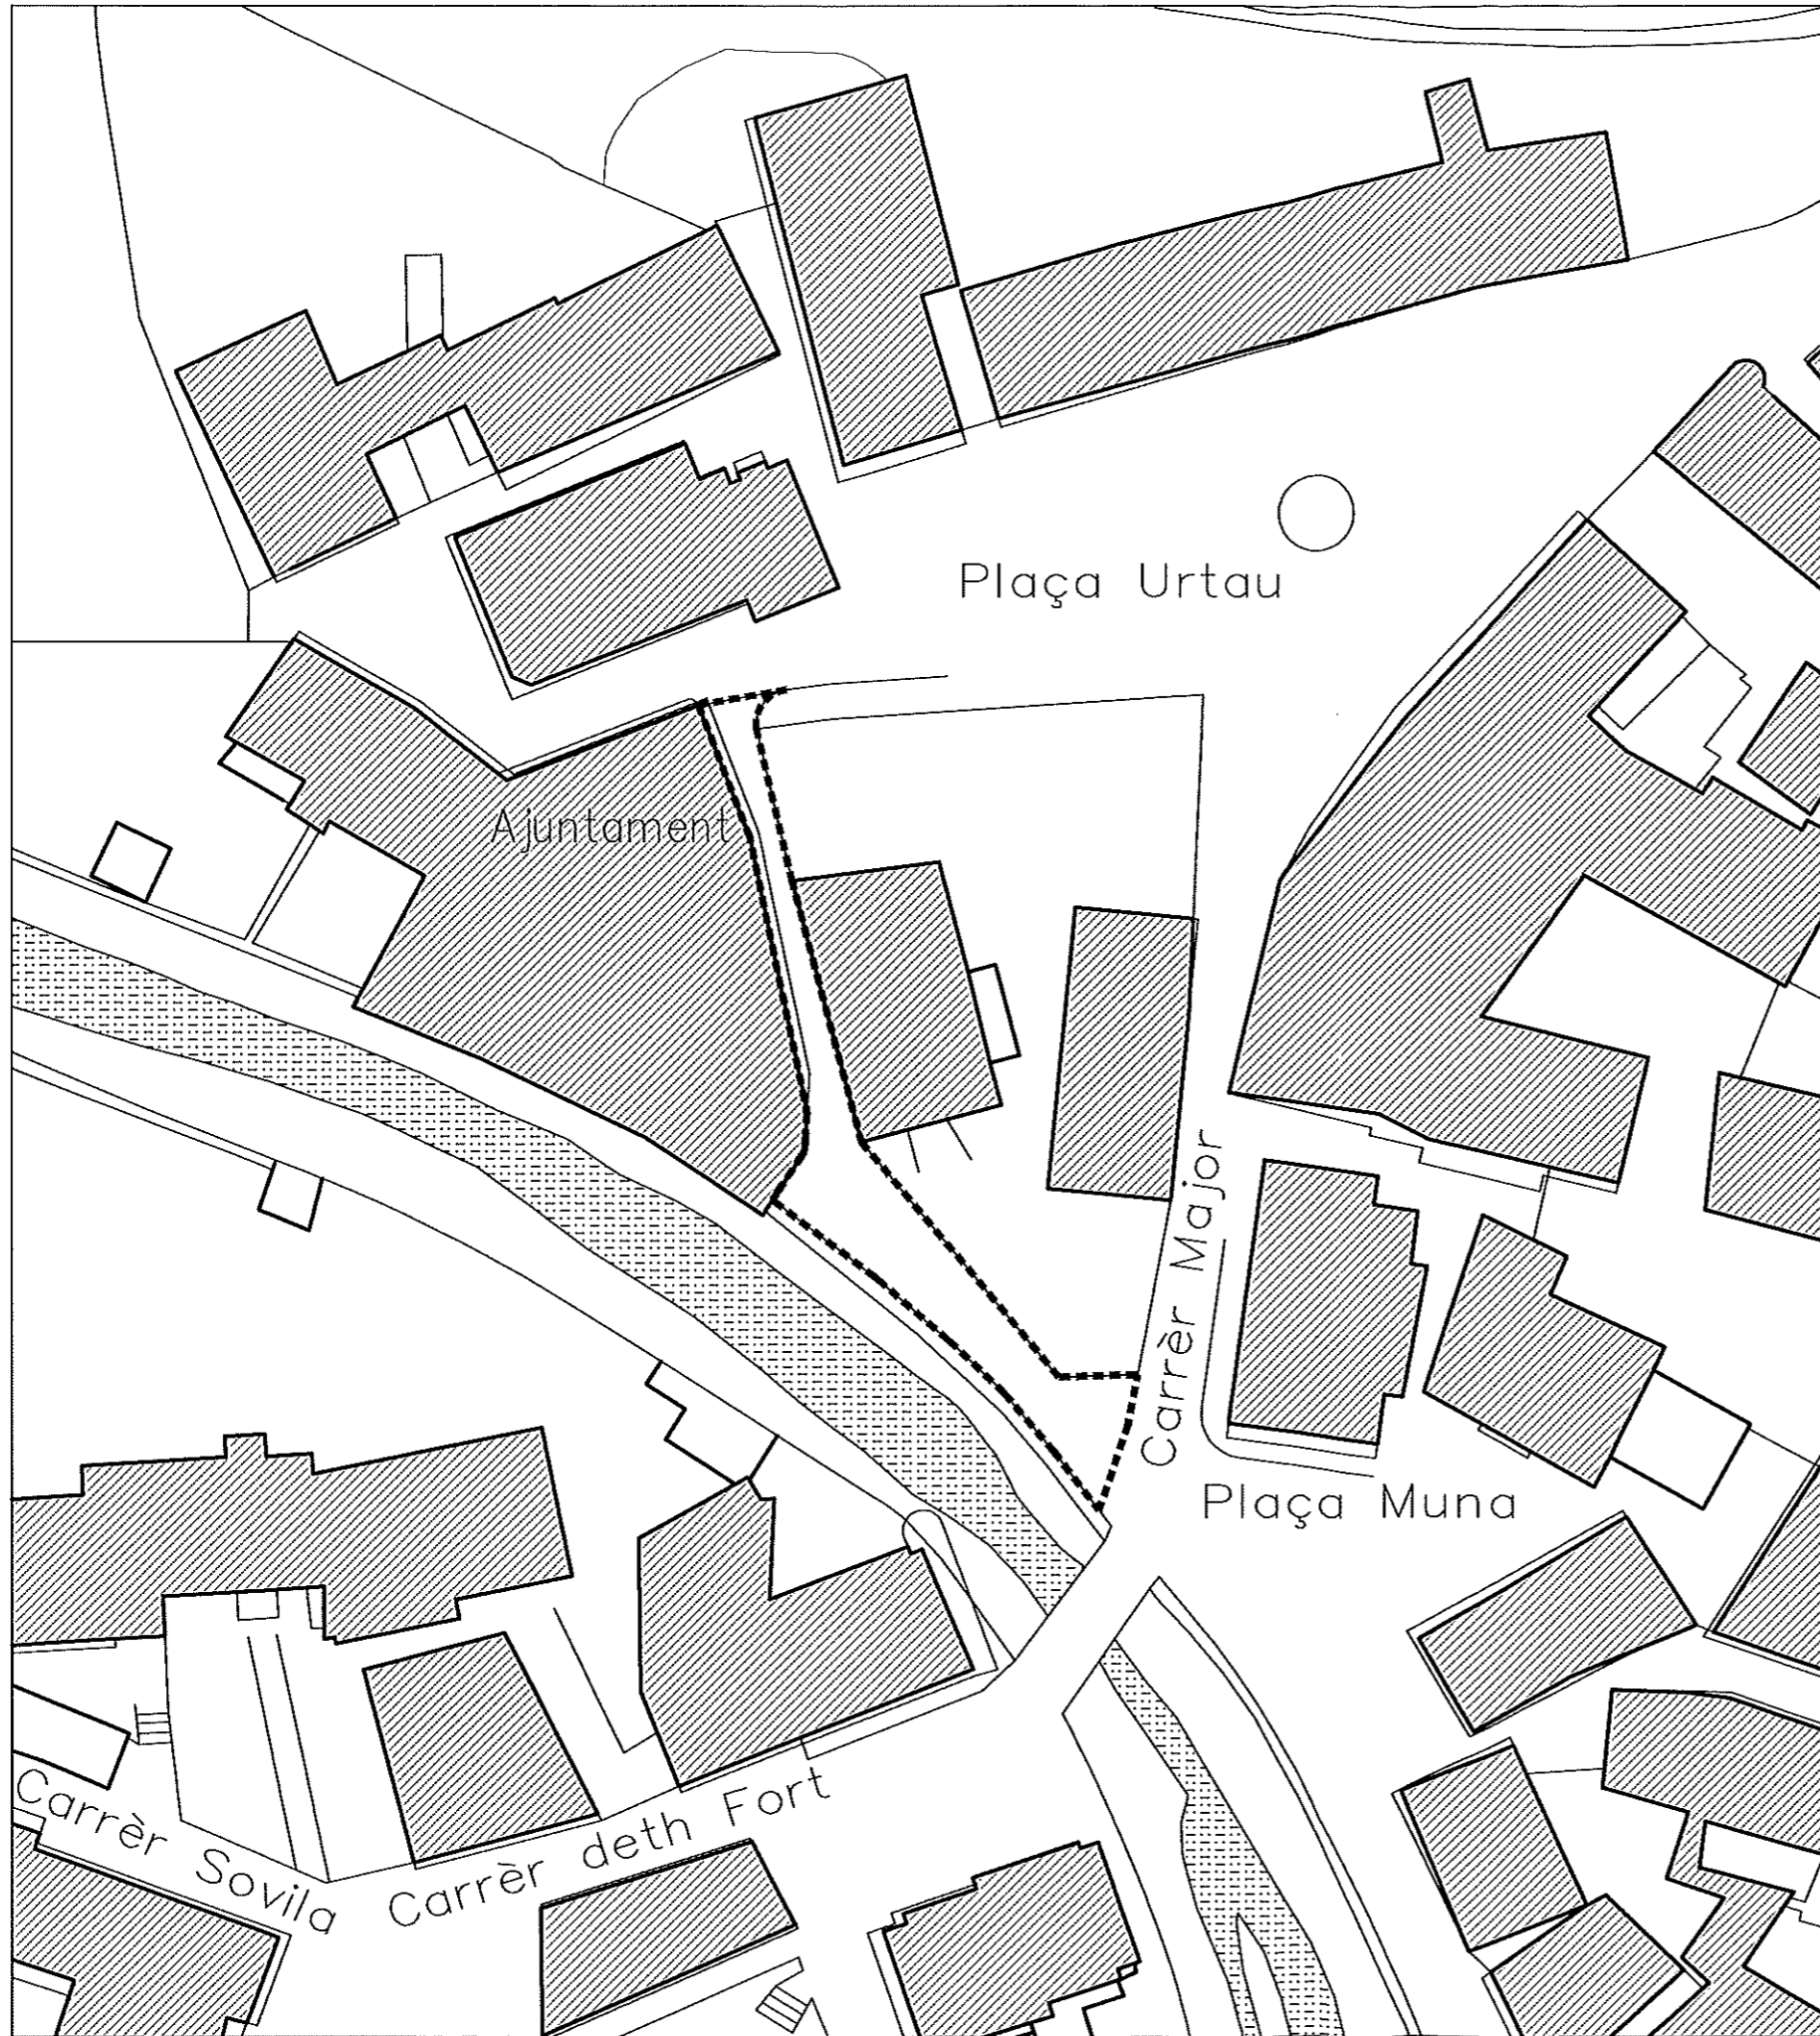 Plaça Urtau
Ajuntament
Carrèr Major
Plaça Muna
Carrèr deth Fort
Carrèr Sovila